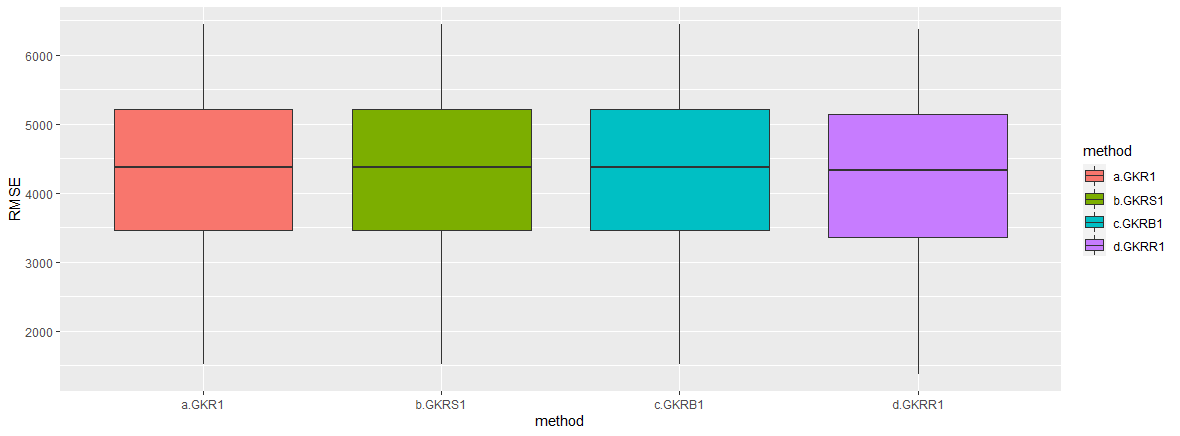 RMSE
6000
5000
4000
3000
2000
a.GKR1
b.GKRS1
c.GKRB1
d.GKRR1
method
method
a.GKR1
b.GKRS1
c.GKRB1
d.GKRR1